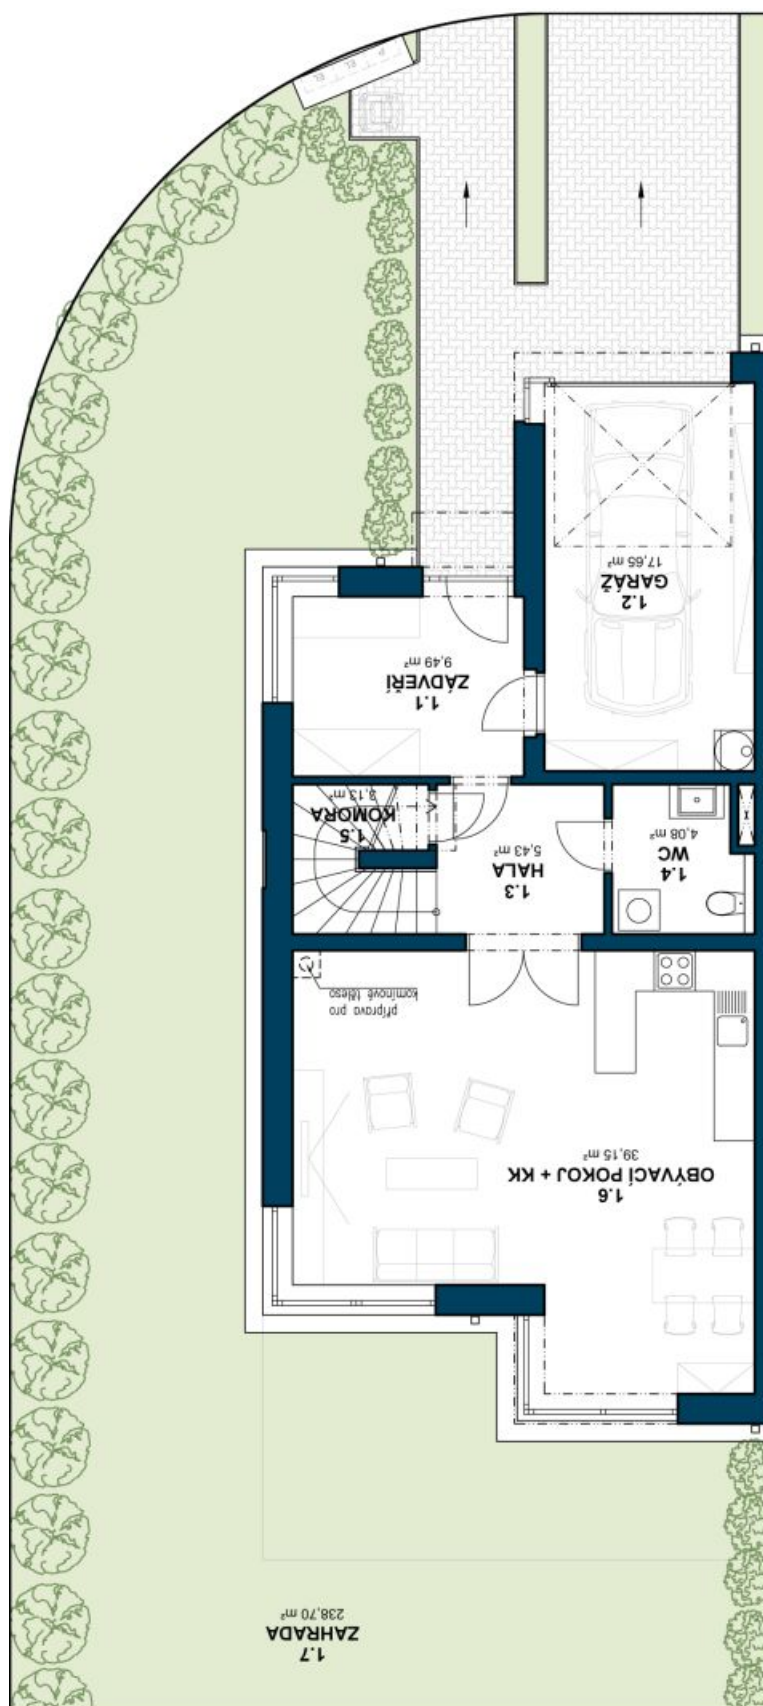 1.7
ZAHRADA
238,70 m²
1.6
OBÝVACÍ POKOJ + KK
39,15 m²
příprava pro
komínové těleso
1.4
WC
4,08 m²
1.3
HALA
5,43 m²
1.5
KOMORA
3,13 m²
1.1
ZÁDVEŘÍ
9,49 m²
1.2
GARÁŽ
17,65 m²
P EL EL